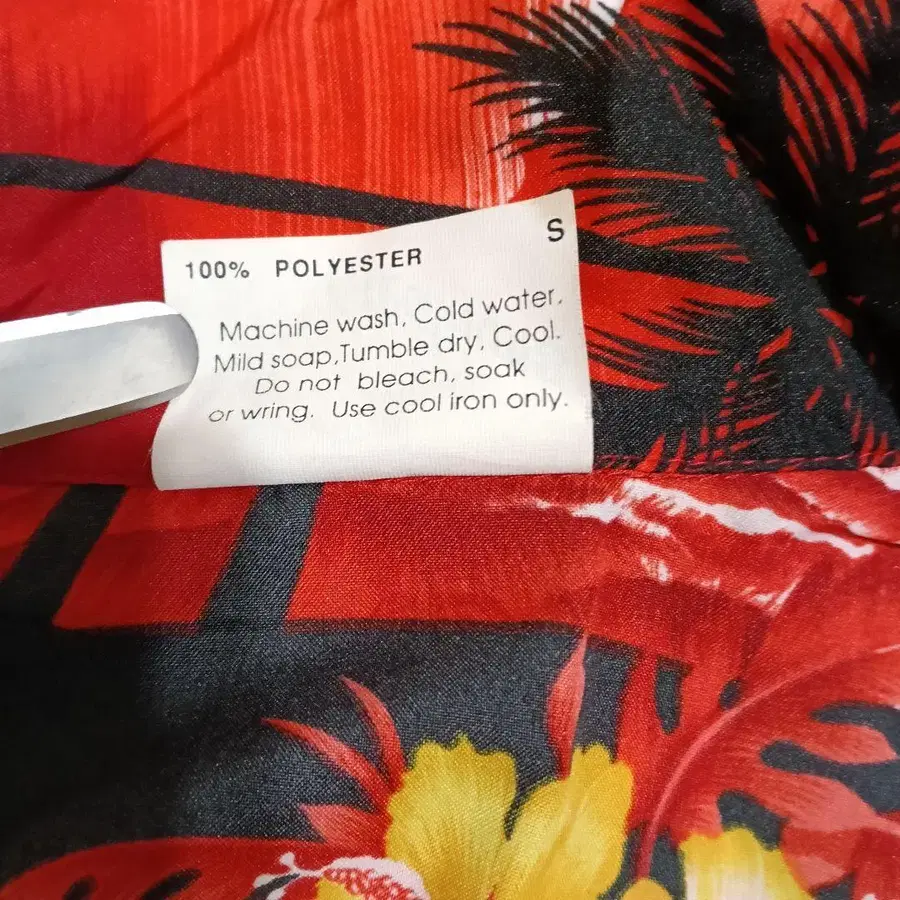 S
100% POLYESTER
Machine wash, Cold water,
Mild soap,Tumble dry, Cool.
Do not bleach, soak
or wring. Use cool iron only.